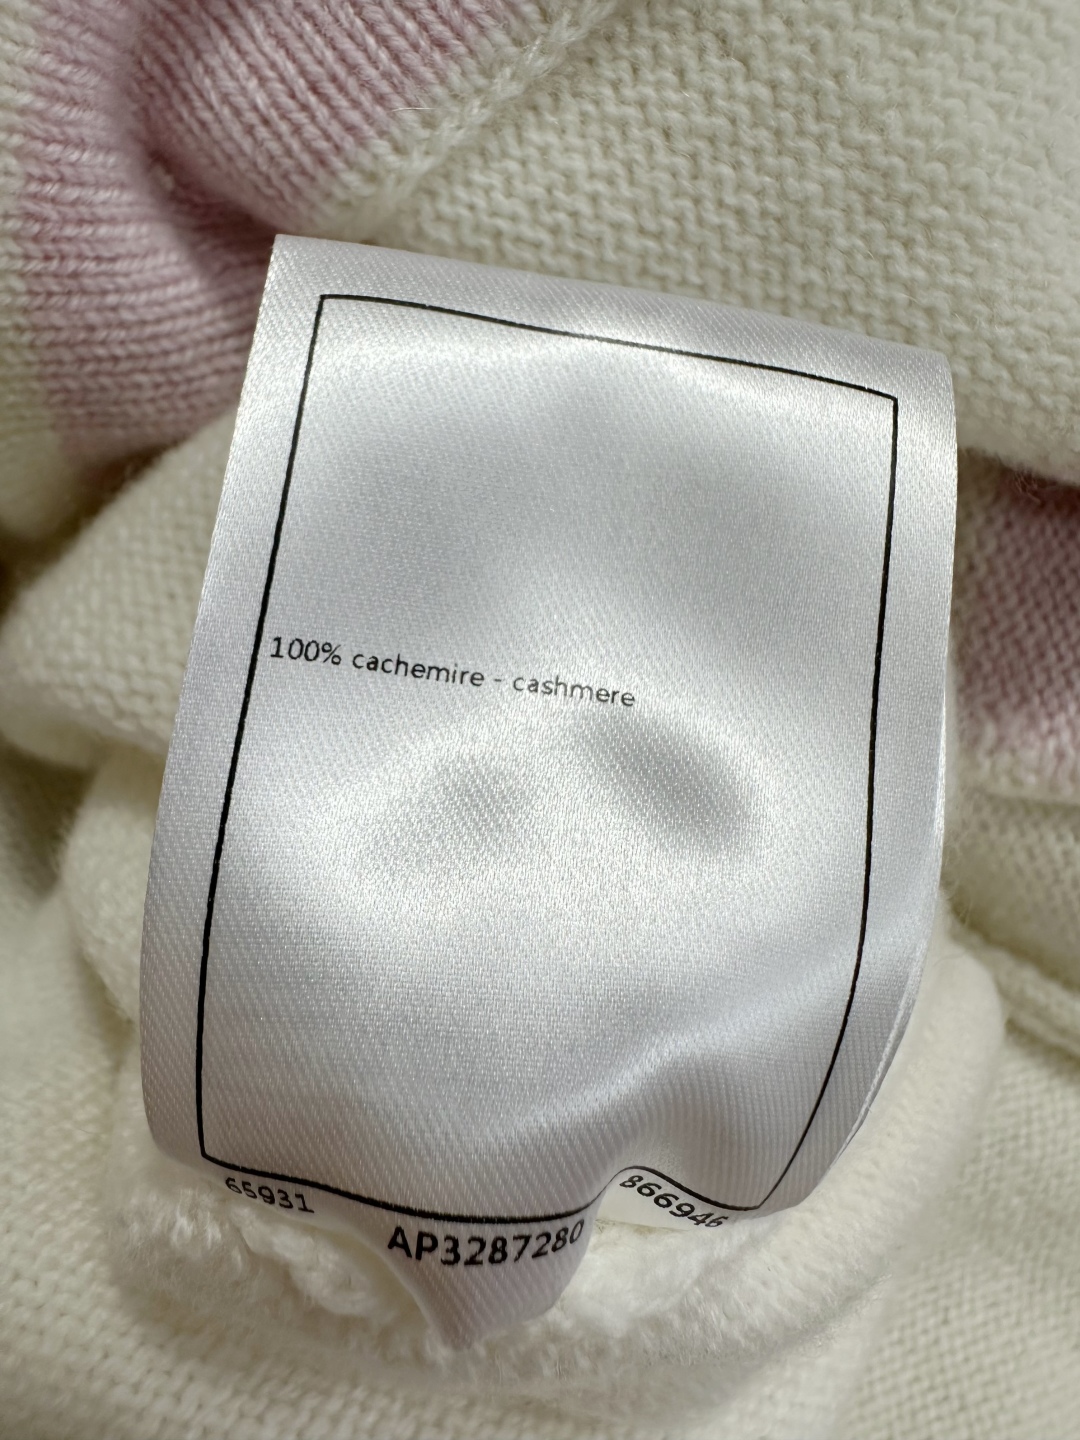 100% cachemire - cashmere
65931
AP3287280
866946